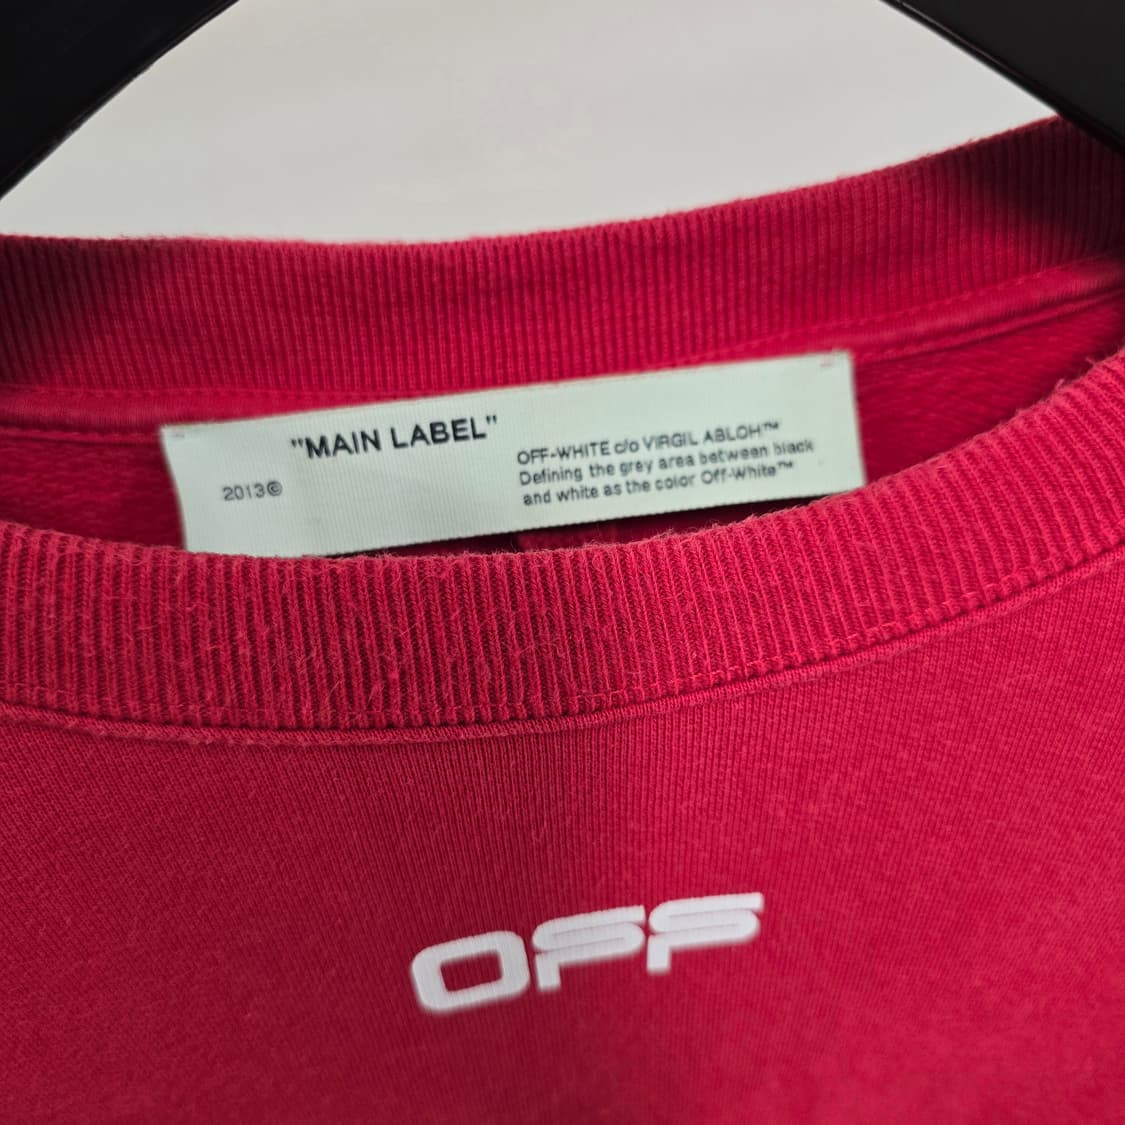 "MAIN LABEL"
2013©
OFF-WHITE c/o VIRGIL ABLOH™
Defining the grey area between black
and white as the color Off-White™
OFF